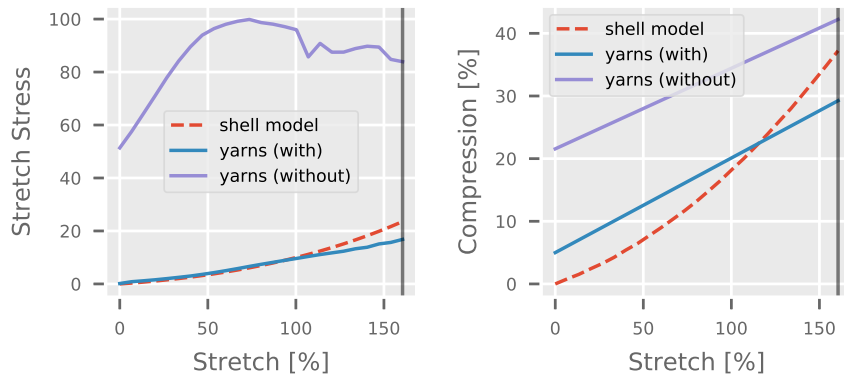 Stretch Stress
100
80
60
40
20
0
shell model
yarns (with)
yarns (without)
0 50 100 150
Stretch [%]
Compression [%]
40
30
20
10
0
shell model
yarns (with)
yarns (without)
0 50 100 150
Stretch [%]